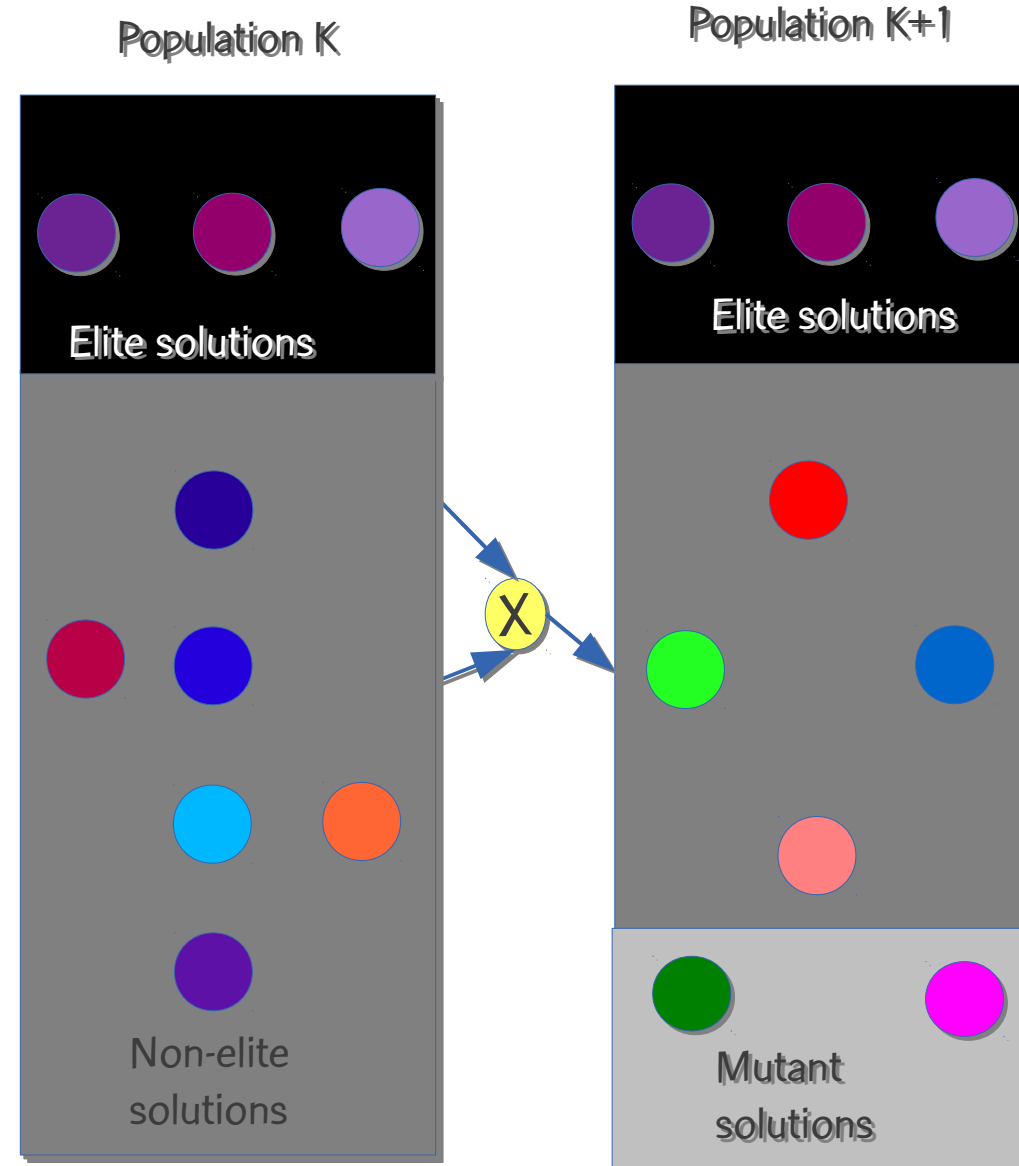 Population K
Population K+1
Elite solutions
Elite solutions
X
Non-elite
solutions
Mutant
solutions